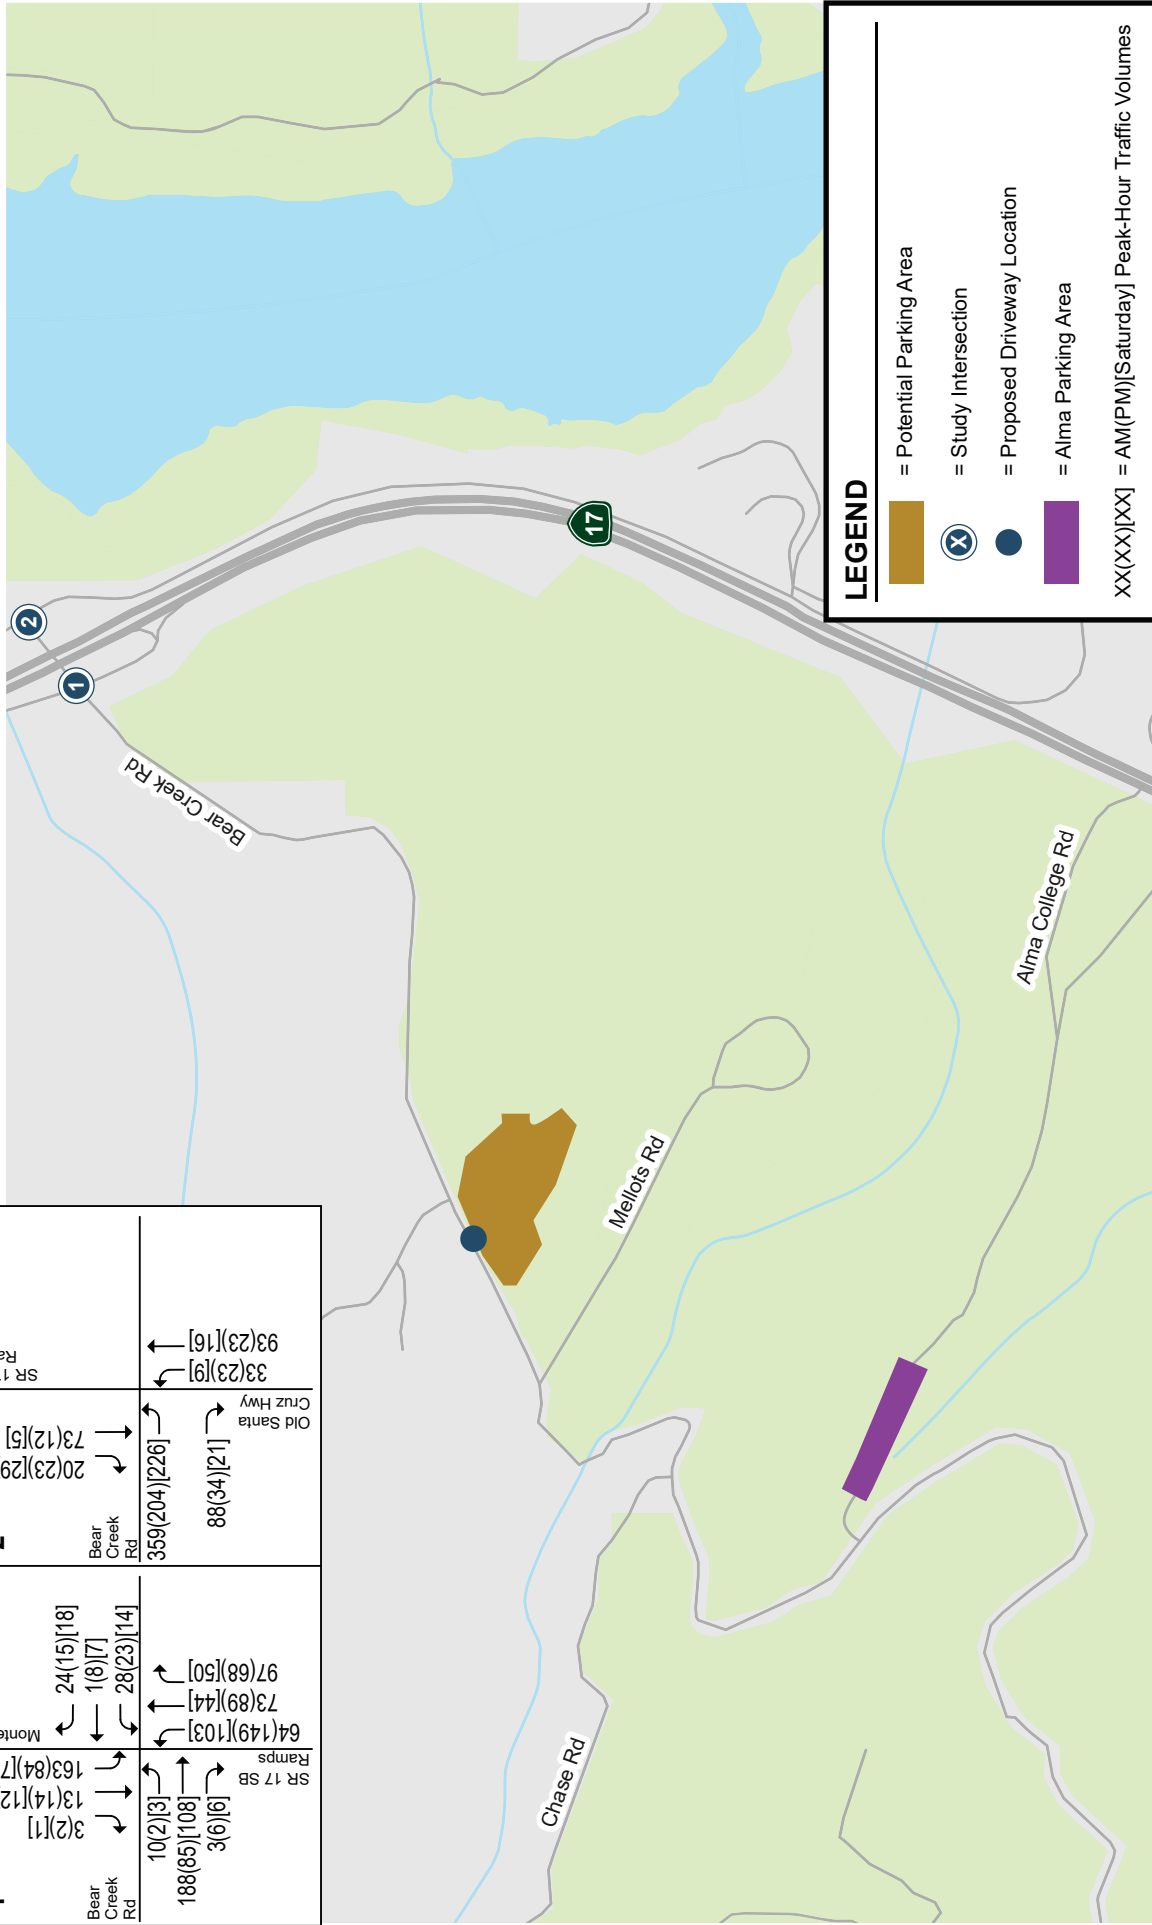 1
2
Bear Creek Rd
17
Alma College Rd
Mellots Rd
Chase Rd
LEGEND
= Potential Parking Area
X = Study Intersection
= Proposed Driveway Location
= Alma Parking Area
XX(XX)[XX] = AM(PM)[Saturday] Peak-Hour Traffic Volumes
Bear
Creek
Rd
3(2)[1]
163(84)[7
24(15)[18]
1(8)[7]
28(23)[14]
10(2)[3]
188(85)[108]
3(6)[6]
SR 17 SB
Ramps
64(149)[103]
73(89)[44]
97(68)[50]
Bear
Creek
Rd
73(12)[5]
359(204)[226]
88(34)[21]
Old Santa
Cruz Hwy
33(23)[9]
93(23)[16]